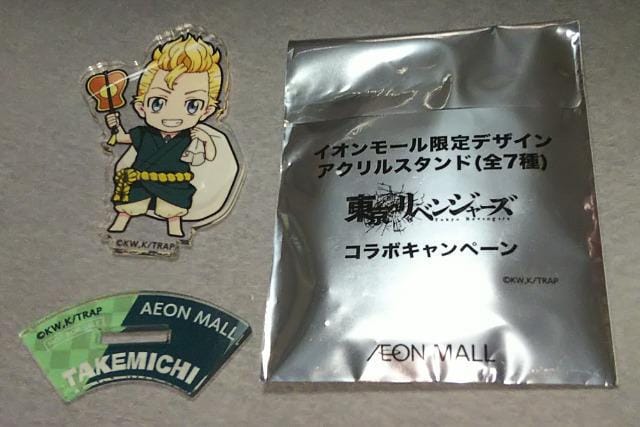 ©KW,K/TRAP
©KW,K/TRAP
AEON MALL
TAKEMICHI
イオンモール限定デザイン
アクリルスタンド(全7種)
東京リベンジャーズ
Tokyo Revengers
コラボキャンペーン
©KW,K/TRAP
ÆON MALL